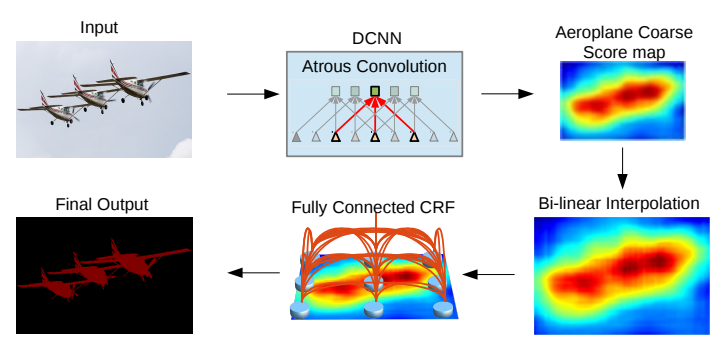 Input
DCNN
Atrous Convolution
Aeroplane Coarse
Score map
Bi-linear Interpolation
Fully Connected CRF
Final Output